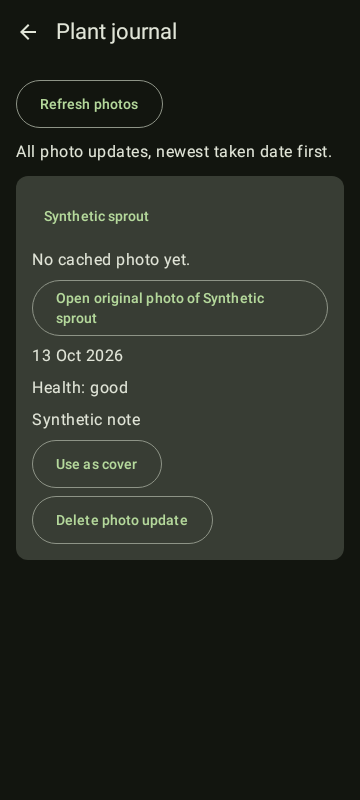 Plant journal
Refresh photos
All photo updates, newest taken date first.
Synthetic sprout
No cached photo yet.
Open original photo of Synthetic
sprout
13 Oct 2026
Health: good
Synthetic note
Use as cover
Delete photo update